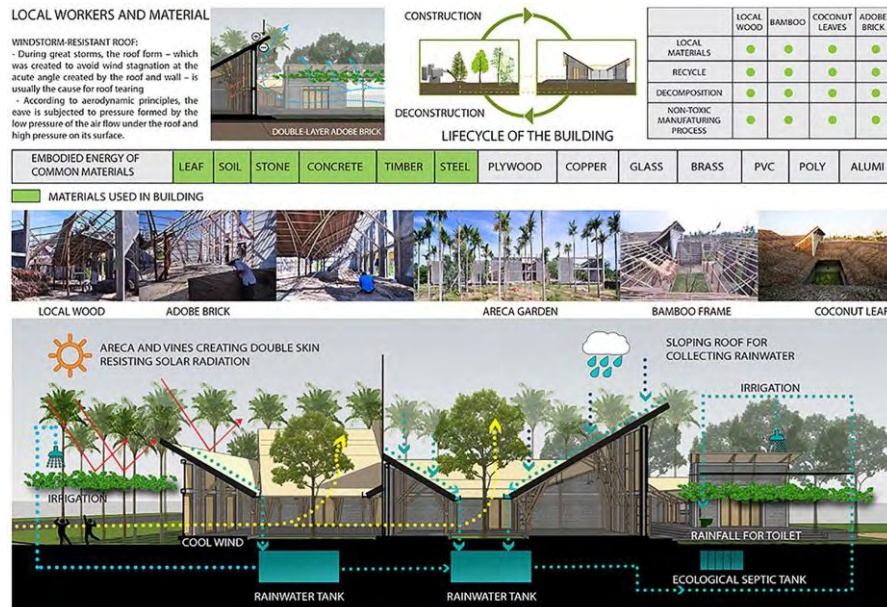 LOCAL WORKERS AND MATERIAL
WINDSTORM-RESISTANT ROOF:
- During great storms, the roof form – which
was created to avoid wind stagnation at the
acute angle created by the roof and wall – is
usually the cause for roof tearing
- According to aerodynamic principles, the
eave is subjected to pressure formed by the
low pressure of the air flow under the roof and
high pressure on its surface.
DOUBLE-LAYER ADOBE BRICK
CONSTRUCTION
DECONSTRUCTION
LIFECYCLE OF THE BUILDING
LOCAL WOOD BAMBOO COCONUT LEAVES ADOBE BRICK
LOCAL MATERIALS
RECYCLE
DECOMPOSITION
NON-TOXIC
MANUFATURING
PROCESS
EMBODIED ENERGY OF
COMMON MATERIALS
LEAF SOIL STONE CONCRETE TIMBER STEEL PLYWOOD COPPER GLASS BRASS PVC POLY ALUMI
MATERIALS USED IN BUILDING
LOCAL WOOD ADOBE BRICK ARECA GARDEN BAMBOO FRAME COCONUT LEAF
ARECA AND VINES CREATING DOUBLE SKIN
RESISTING SOLAR RADIATION
SLOPING ROOF FOR
COLLECTING RAINWATER
IRRIGATION
IRRIGATION
COOL WIND
RAINFALL FOR TOILET
ECOLOGICAL SEPTIC TANK
RAINWATER TANK RAINWATER TANK